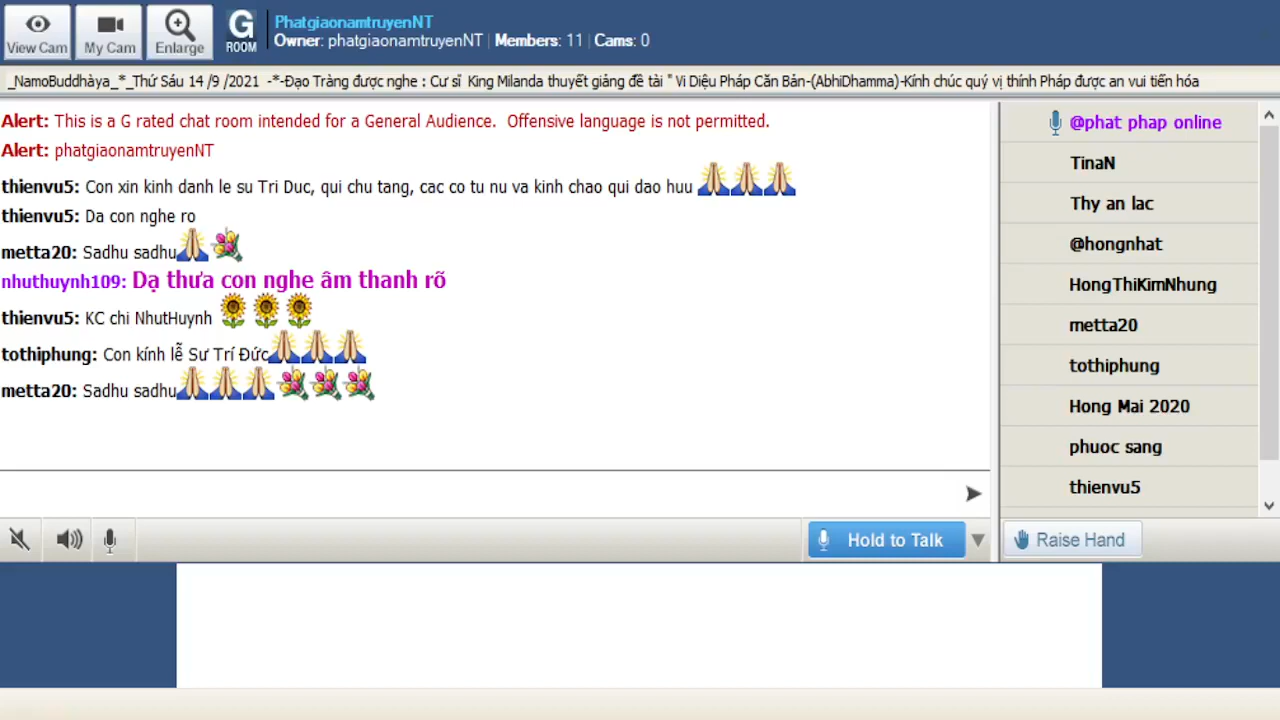 View Cam
My Cam
Enlarge
G
ROOM
PhatgiaonamtruyenNT
Owner: phatgiaonamtruyenNT | Members: 11 | Cams: 0
_NamoBuddhàya_*_Thứ Sáu 14 /9 /2021 -*-Đạo Tràng được nghe : Cư sĩ King Milanda thuyết giảng đề tài " Vi Diệu Pháp Căn Bản-(AbhiDhamma)-Kính chúc quý vị thính Pháp được an vui tiến hóa
Alert: This is a G rated chat room intended for a General Audience. Offensive language is not permitted.
Alert: phatgiaonamtruyenNT
thienvu5: Con xin kinh danh le su Tri Duc, qui chu tang, cac co tu nu va kinh chao qui dao huu
thienvu5: Da con nghe ro
metta20: Sadhu sadhu
nhuthuynh109: Dạ thưa con nghe âm thanh rõ
thienvu5: KC chi NhutHuynh
tothiphung: Con kính lễ Sư Trí Đức
metta20: Sadhu sadhu
@phat phap online
TinaN
Thy an lac
@hongnhat
HongThiKimNhung
metta20
tothiphung
Hong Mai 2020
phuoc sang
thienvu5
Hold to Talk
Raise Hand